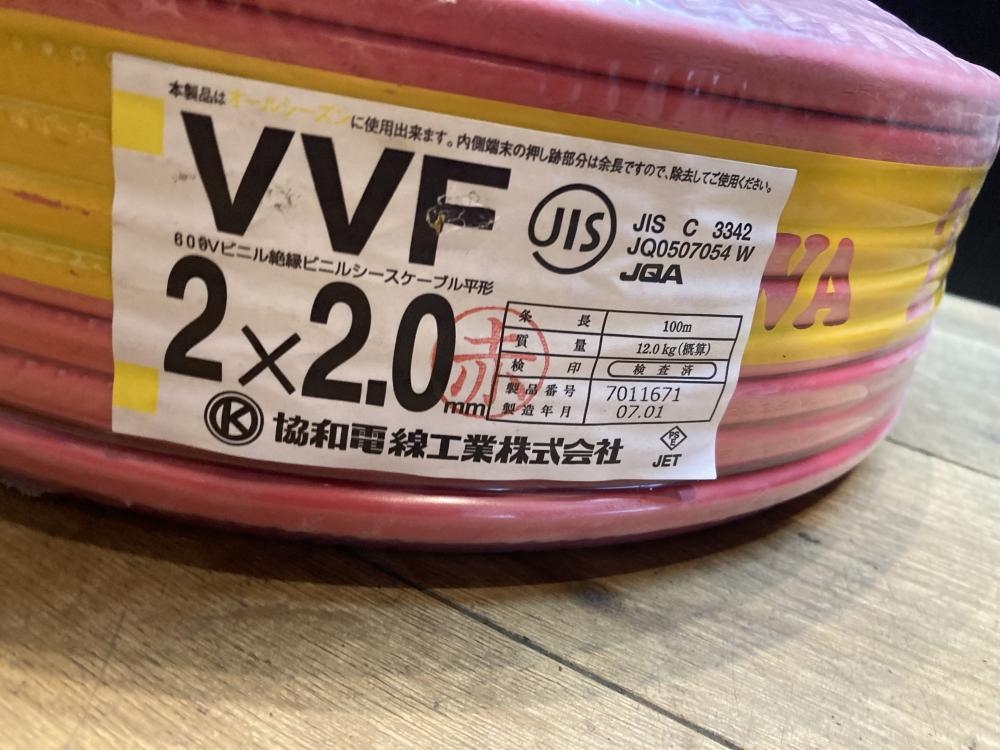 本製品はオールシーズンに使用出来ます。内側端末の押し跡部分は余長ですので、除去してご使用ください。
VVF
JIS
JIS C 3342
JQ0507054 W
JQA
600Vビニル絶縁ビニルシースケーブル平形
2×2.0mm
赤
条長 100m
質量 12.0kg(概算)
検印 検査済
製品番号 7011671
製造年月 07.01
K 協和電線工業株式会社
PSE
JET
WA